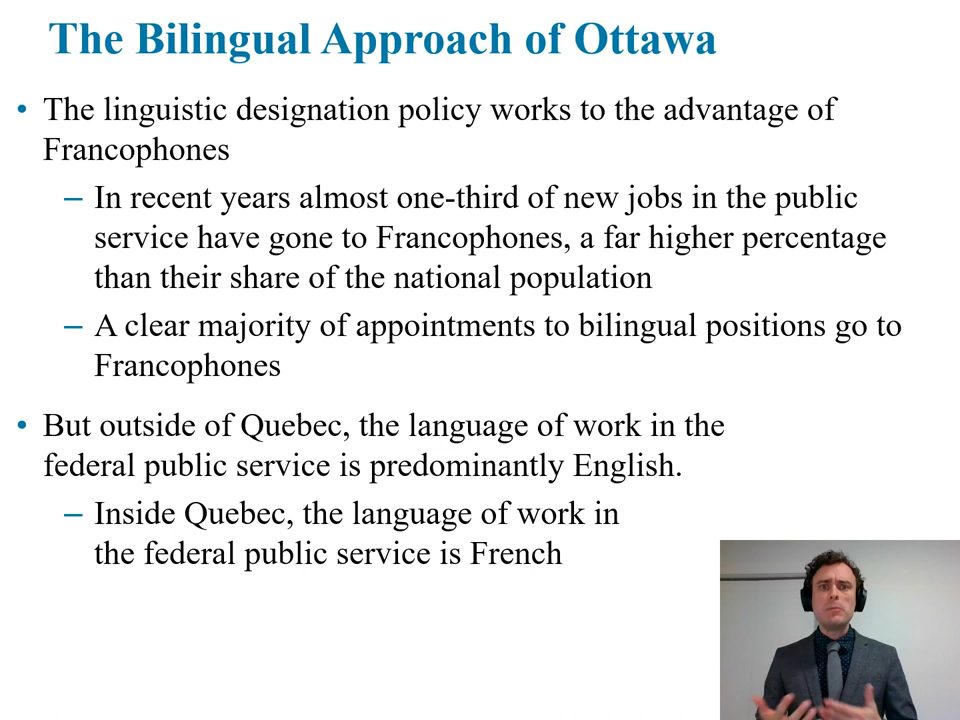 The Bilingual Approach of Ottawa
• The linguistic designation policy works to the advantage of
Francophones
– In recent years almost one-third of new jobs in the public
service have gone to Francophones, a far higher percentage
than their share of the national population
– A clear majority of appointments to bilingual positions go to
Francophones
• But outside of Quebec, the language of work in the
federal public service is predominantly English.
– Inside Quebec, the language of work in
the federal public service is French